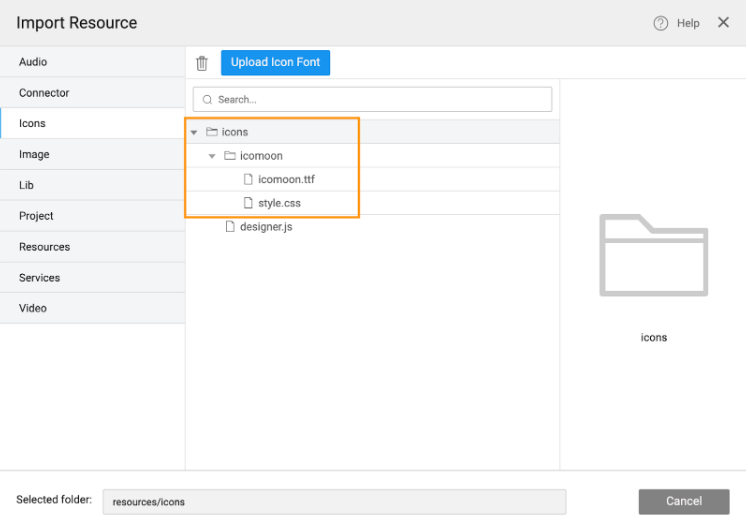 Import Resource
Help
Audio
Connector
Icons
Image
Lib
Project
Resources
Services
Video
Upload Icon Font
Search...
icons
icomoon
icomoon.ttf
style.css
designer.js
icons
Selected folder:
resources/icons
Cancel